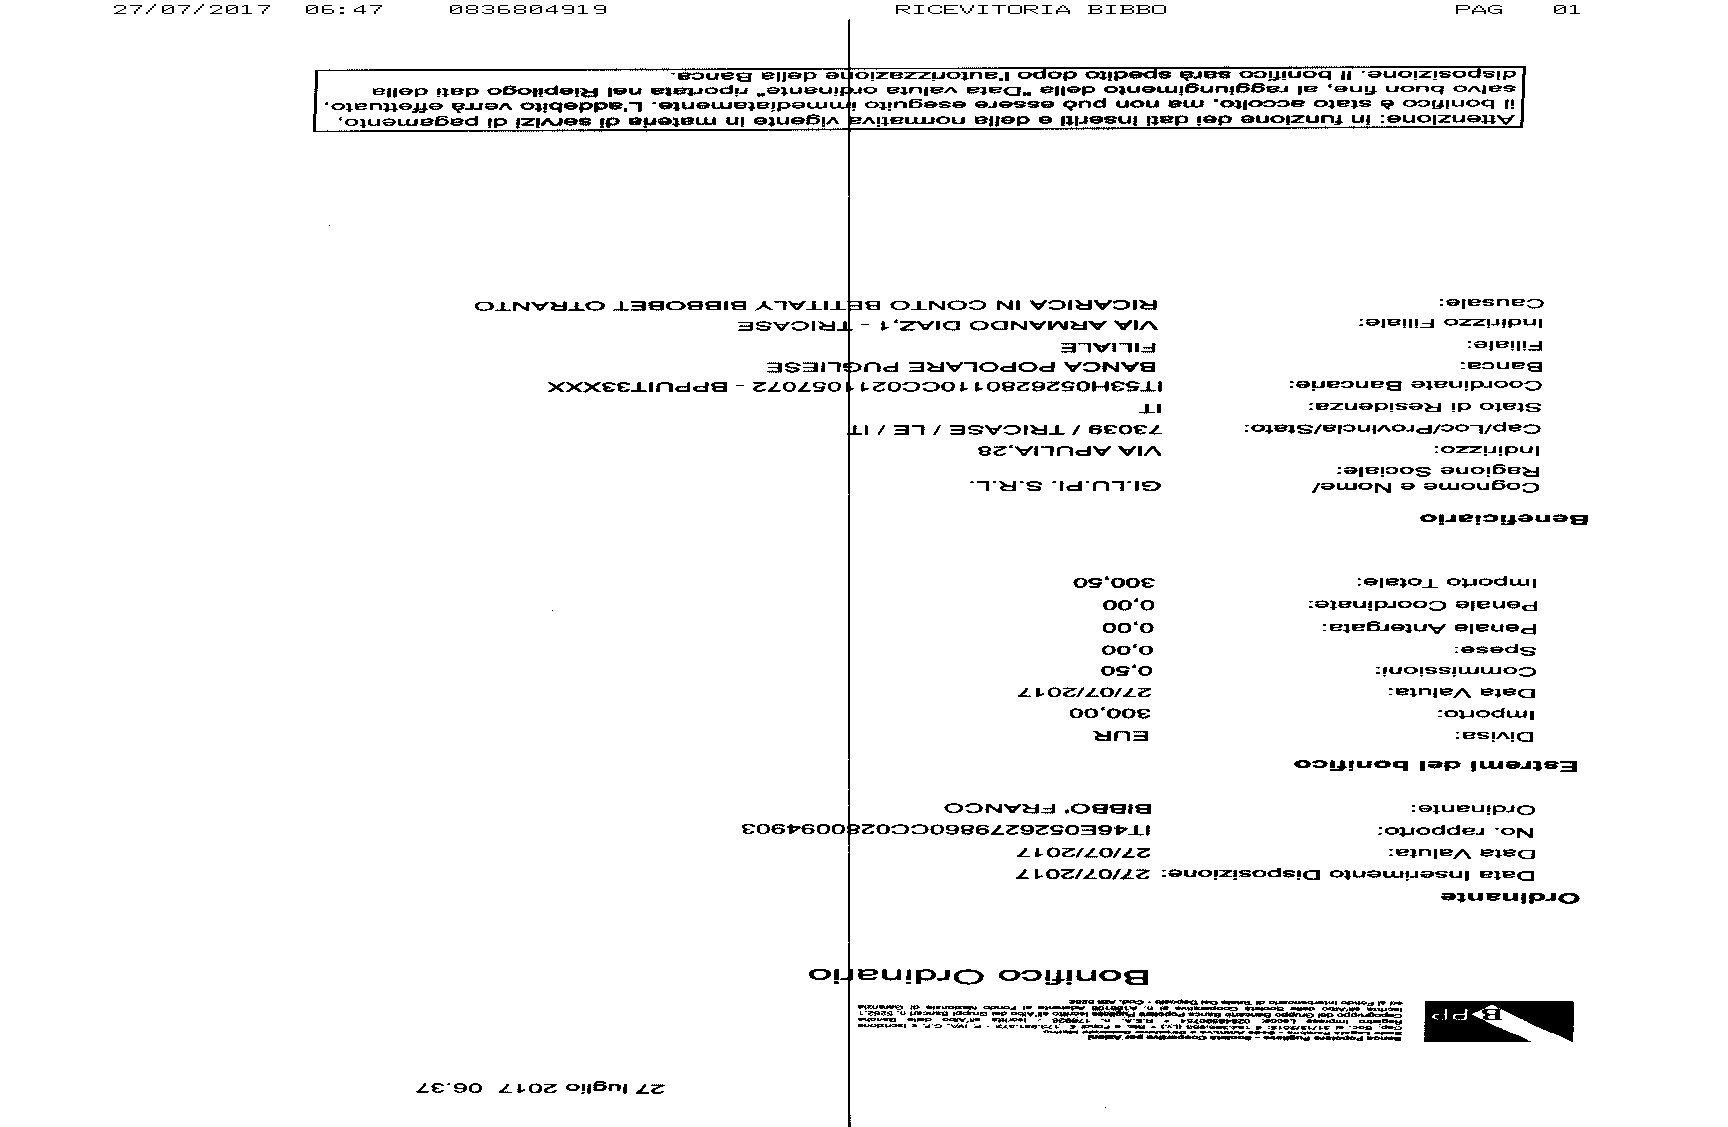 27/07/2017 06:47 0836804919 RICEVITORIA BIBBO PAG 01
27 luglio 2017 06.37
BPP
Banca Popolare Pugliese - Società Cooperativa per Azioni
Bonifico Ordinario
Ordinante
Data Inserimento Disposizione: 27/07/2017
Data Valuta: 27/07/2017
No. rapporto: IT46E0526279860CC0280094903
Ordinante: BIBBO' FRANCO
Estremi del bonifico
Divisa: EUR
Importo: 300,00
Data Valuta: 27/07/2017
Commissioni: 0,50
Spese: 0,00
Penale Antergata: 0,00
Penale Coordinate: 0,00
Importo Totale: 300,50
Beneficiario
Cognome e Nome/ GI.LU.PI. S.R.L.
Ragione Sociale:
Indirizzo: VIA APULIA,28
Cap/Loc/Provincia/Stato: 73039 / TRICASE / LE / IT
Stato di Residenza: IT
Coordinate Bancarie: IT53H0526280110CC0211057072 - BPPUIT33XXX
Banca: BANCA POPOLARE PUGLIESE
Filiale: FILIALE
Indirizzo Filiale: VIA ARMANDO DIAZ,1 - TRICASE
Causale: RICARICA IN CONTO BETITALY BIBBOBET OTRANTO
Attenzione: in funzione dei dati inseriti e della normativa vigente in materia di servizi di pagamento,
il bonifico è stato accolto, ma non può essere eseguito immediatamente. L'addebito verrà effettuato,
salvo buon fine, al raggiungimento della "Data valuta ordinante" riportata nel Riepilogo dati della
disposizione. Il bonifico sarà spedito dopo l'autorizzazione della Banca.